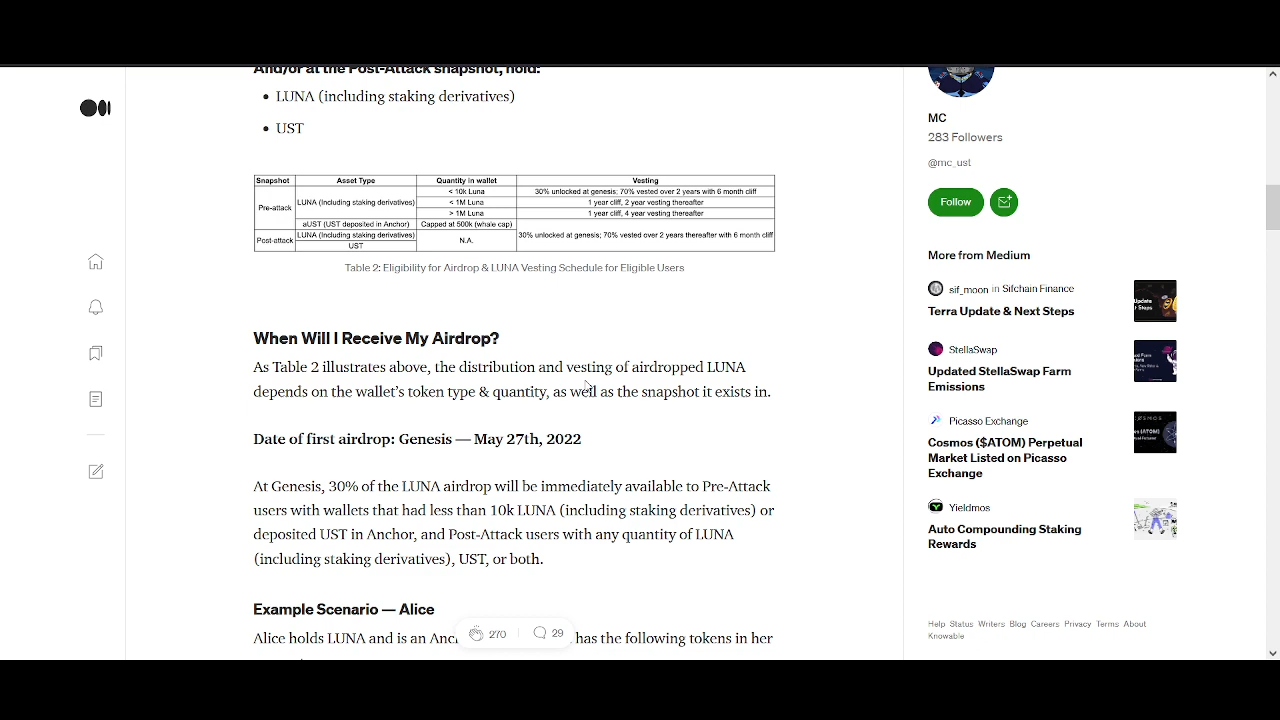 And/or at the Post-Attack snapshot, hold:
LUNA (including staking derivatives)
UST
Snapshot Asset Type Quantity in wallet Vesting
Pre-attack LUNA (Including staking derivatives) < 10k Luna 30% unlocked at genesis; 70% vested over 2 years with 6 month cliff
< 1M Luna 1 year cliff, 2 year vesting thereafter
> 1M Luna 1 year cliff, 4 year vesting thereafter
aUST (UST deposited in Anchor) Capped at 500k (whale cap)
Post-attack LUNA (Including staking derivatives) N.A. 30% unlocked at genesis; 70% vested over 2 years thereafter with 6 month cliff
UST
Table 2: Eligibility for Airdrop & LUNA Vesting Schedule for Eligible Users
When Will I Receive My Airdrop?
As Table 2 illustrates above, the distribution and vesting of airdropped LUNA
depends on the wallet's token type & quantity, as well as the snapshot it exists in.
Date of first airdrop: Genesis — May 27th, 2022
At Genesis, 30% of the LUNA airdrop will be immediately available to Pre-Attack
users with wallets that had less than 10k LUNA (including staking derivatives) or
deposited UST in Anchor, and Post-Attack users with any quantity of LUNA
(including staking derivatives), UST, or both.
Example Scenario — Alice
Alice holds LUNA and is an has the following tokens in her
270 29
MC
283 Followers
@mc_ust
Follow
More from Medium
sif_moon in Sifchain Finance
Terra Update & Next Steps
StellaSwap
Updated StellaSwap Farm
Emissions
Picasso Exchange
Cosmos ($ATOM) Perpetual
Market Listed on Picasso
Exchange
Yieldmos
Auto Compounding Staking
Rewards
Help Status Writers Blog Careers Privacy Terms About
Knowable